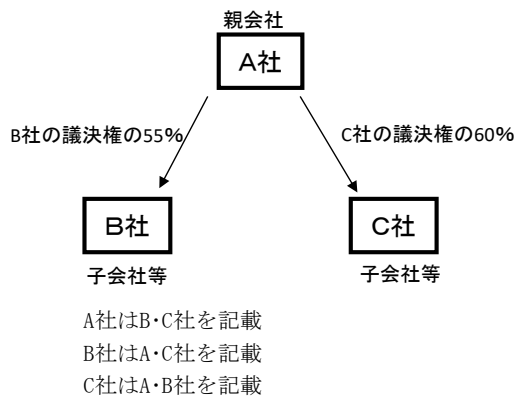 親会社
A社
B社の議決権の55%
C社の議決権の60%
B社
C社
子会社等
子会社等
A社はB・C社を記載
B社はA・C社を記載
C社はA・B社を記載